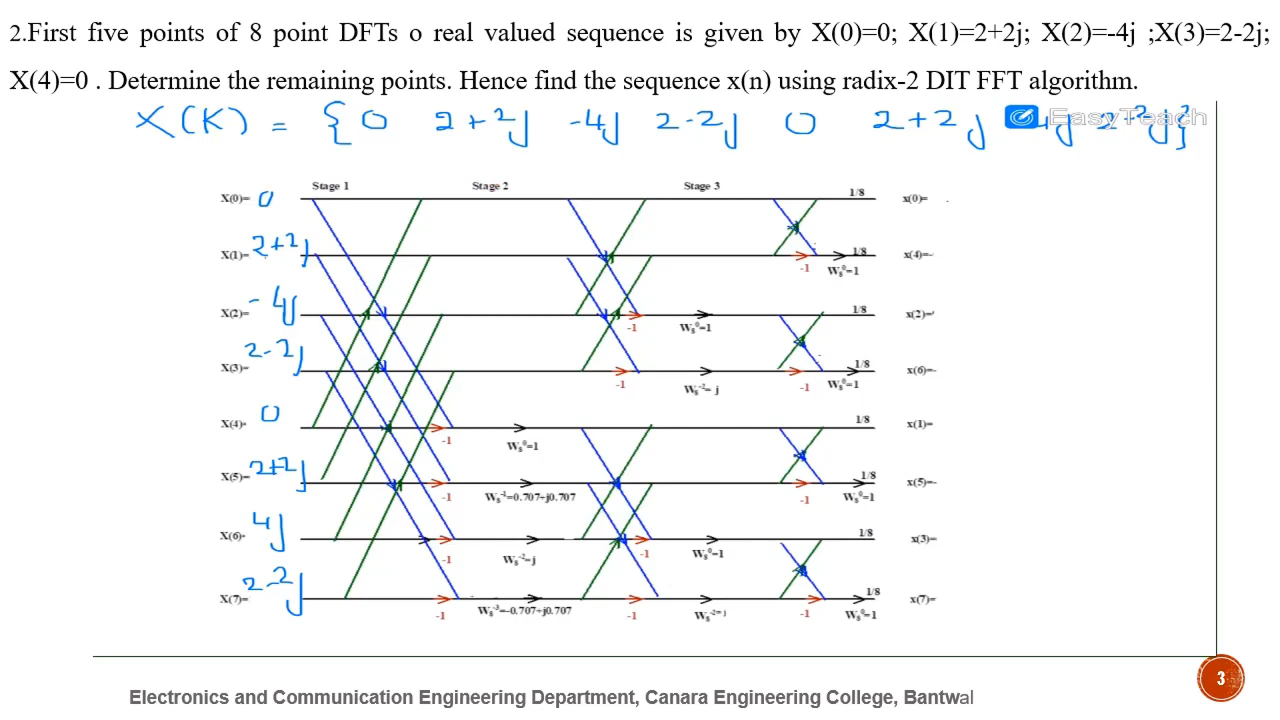 2.First five points of 8 point DFTs o real valued sequence is given by X(0)=0; X(1)=2+2j; X(2)=-4j ;X(3)=2-2j;
X(4)=0 . Determine the remaining points. Hence find the sequence x(n) using radix-2 DIT FFT algorithm.
X(K) = { 0 2+2j -4j 2-2j 0 2+2j 4j 2-2j}
EasyTeach
Stage 1 Stage 2 Stage 3
X(0)= 0 1/8 x(0)=
X(1)= 2+2j 1/8 x(4)=
-1 W₈⁰=1
X(2)= -4j 1/8 x(2)=
-1 W₈⁰=1
X(3)= 2-2j 1/8 x(6)=
-1 W₈⁻²= j -1 W₈⁰=1
X(4)= 0 1/8 x(1)=
-1 W₈⁰=1
X(5)= 2+2j 1/8 x(5)=
-1 W₈⁻¹=0.707+j0.707 -1 W₈⁰=1
X(6)= 4j 1/8 x(3)=
-1 W₈⁻²=j -1 W₈⁰=1
X(7)= 2-2j 1/8 x(7)=
-1 W₈⁻³=-0.707+j0.707 -1 W₈⁻²=j -1 W₈⁰=1
Electronics and Communication Engineering Department, Canara Engineering College, Bantwal
3